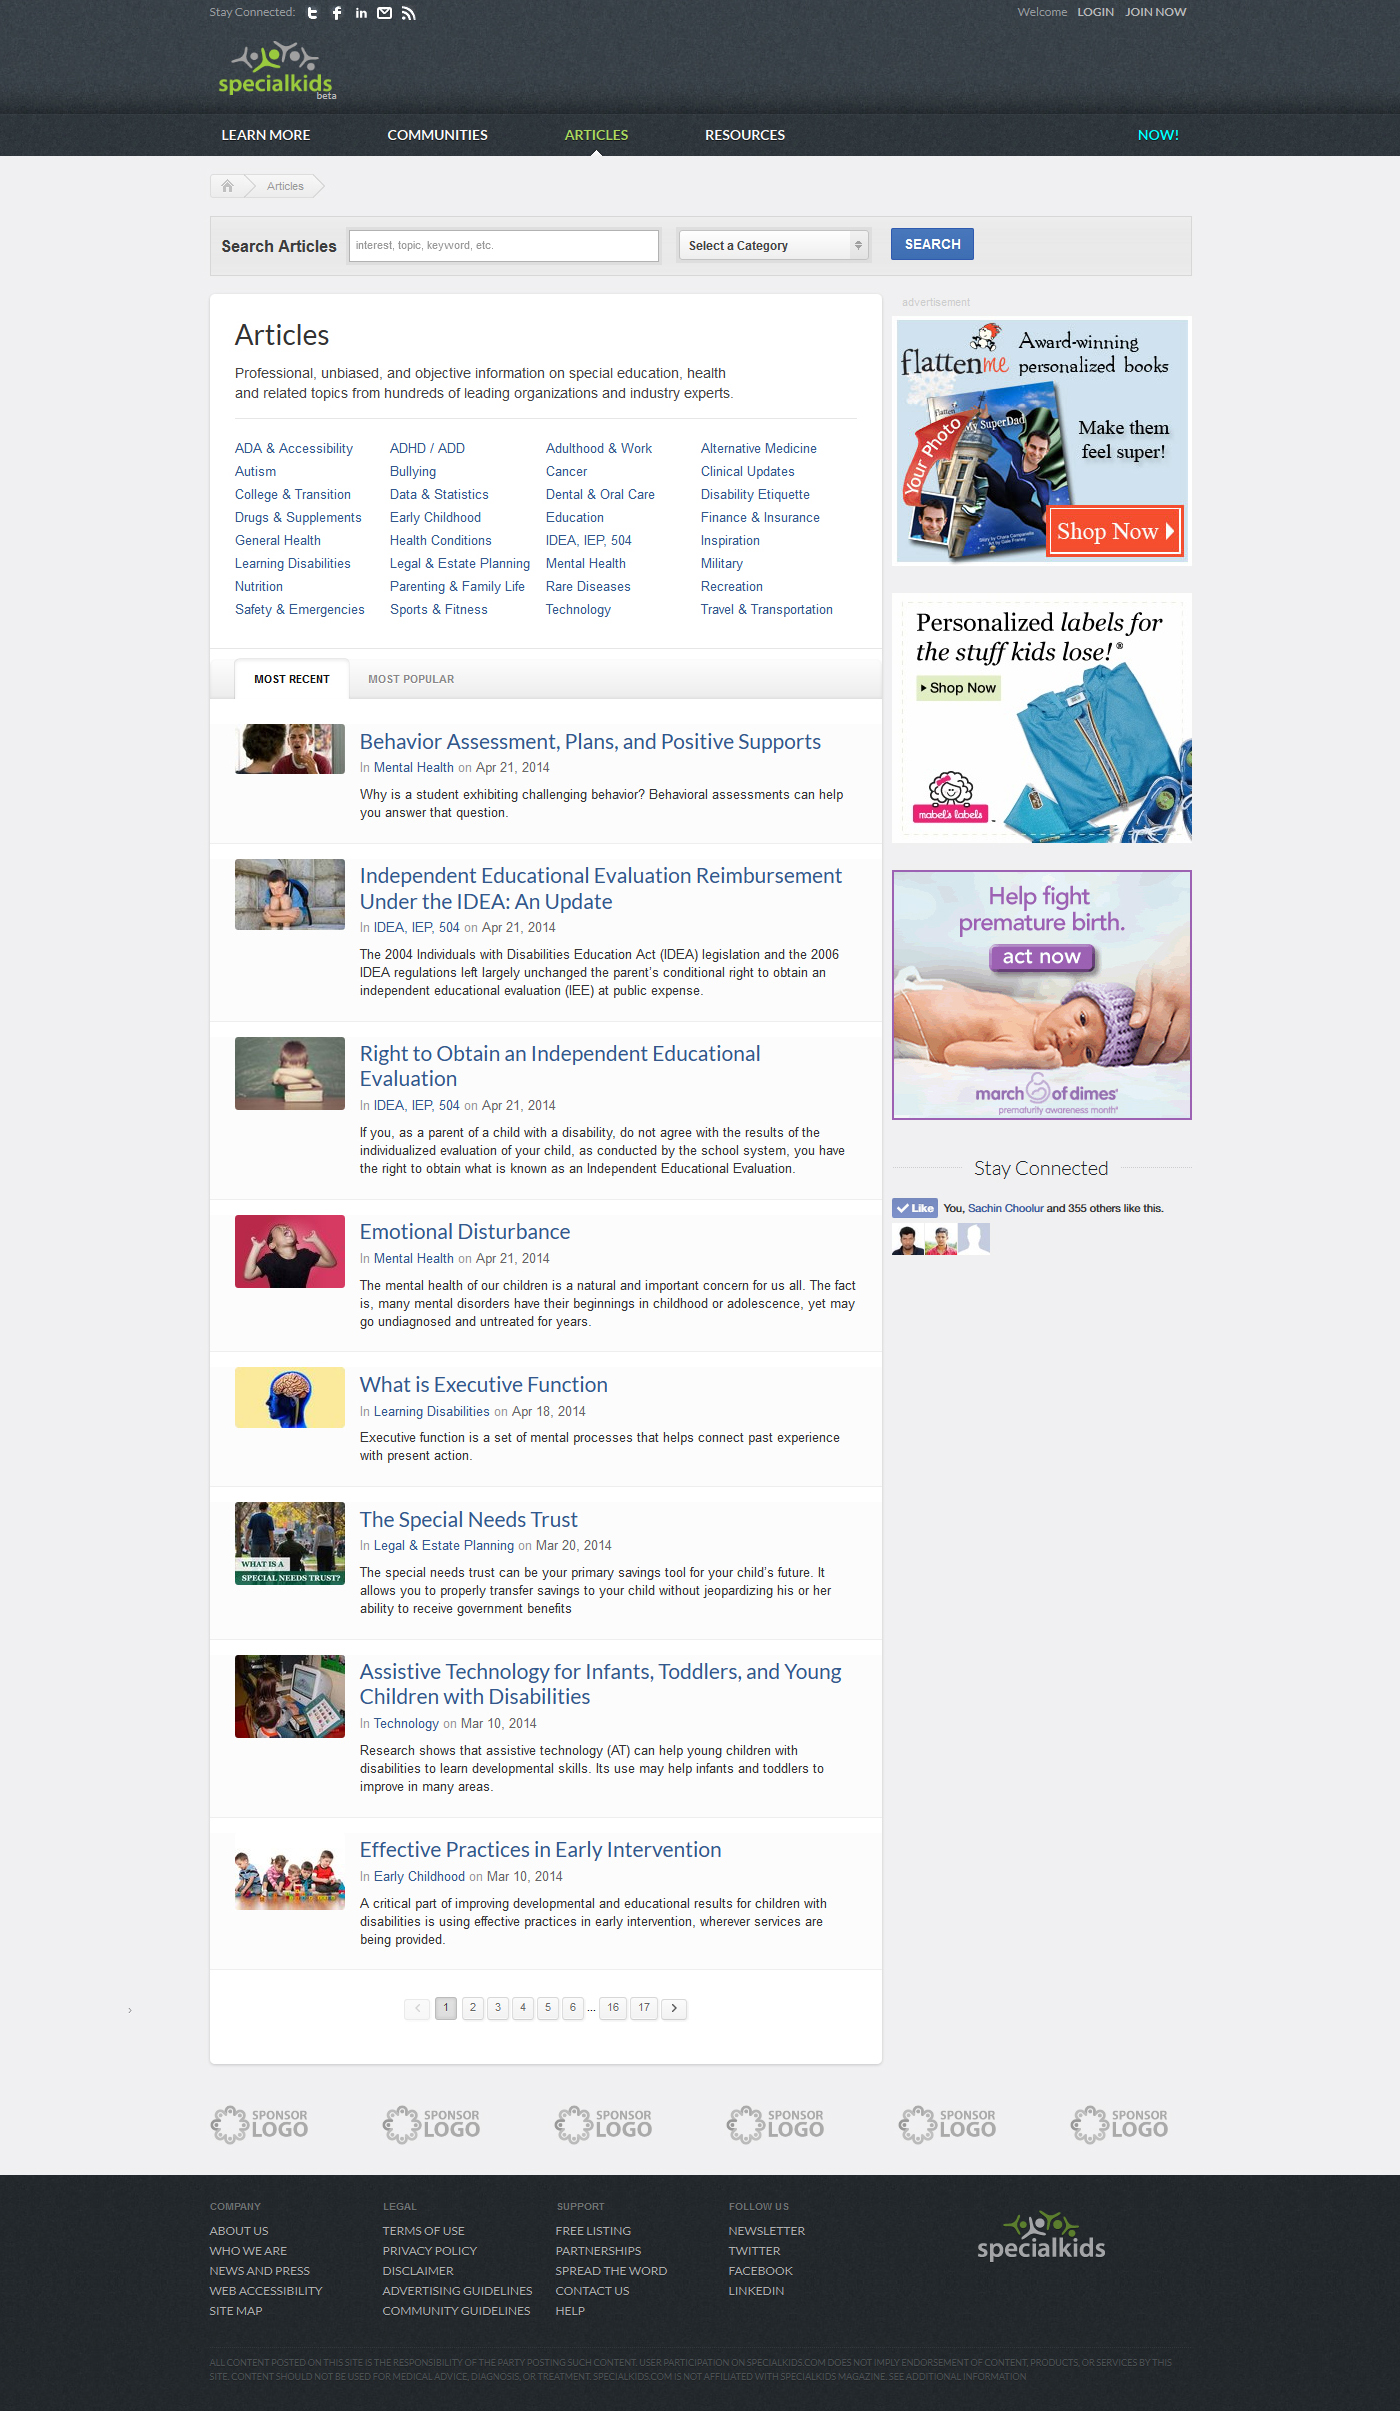 Stay Connected:
Welcome LOGIN JOIN NOW
specialkids
beta
LEARN MORE COMMUNITIES ARTICLES RESOURCES NOW!
Articles
Search Articles interest, topic, keyword, etc. Select a Category SEARCH
Articles
Professional, unbiased, and objective information on special education, health
and related topics from hundreds of leading organizations and industry experts.
ADA & Accessibility ADHD / ADD Adulthood & Work Alternative Medicine
Autism Bullying Cancer Clinical Updates
College & Transition Data & Statistics Dental & Oral Care Disability Etiquette
Drugs & Supplements Early Childhood Education Finance & Insurance
General Health Health Conditions IDEA, IEP, 504 Inspiration
Learning Disabilities Legal & Estate Planning Mental Health Military
Nutrition Parenting & Family Life Rare Diseases Recreation
Safety & Emergencies Sports & Fitness Technology Travel & Transportation
MOST RECENT MOST POPULAR
Behavior Assessment, Plans, and Positive Supports
In Mental Health on Apr 21, 2014
Why is a student exhibiting challenging behavior? Behavioral assessments can help
you answer that question.
Independent Educational Evaluation Reimbursement
Under the IDEA: An Update
In IDEA, IEP, 504 on Apr 21, 2014
The 2004 Individuals with Disabilities Education Act (IDEA) legislation and the 2006
IDEA regulations left largely unchanged the parent's conditional right to obtain an
independent educational evaluation (IEE) at public expense.
Right to Obtain an Independent Educational
Evaluation
In IDEA, IEP, 504 on Apr 21, 2014
If you, as a parent of a child with a disability, do not agree with the results of the
individualized evaluation of your child, as conducted by the school system, you have
the right to obtain what is known as an Independent Educational Evaluation.
Emotional Disturbance
In Mental Health on Apr 21, 2014
The mental health of our children is a natural and important concern for us all. The fact
is, many mental disorders have their beginnings in childhood or adolescence, yet may
go undiagnosed and untreated for years.
What is Executive Function
In Learning Disabilities on Apr 18, 2014
Executive function is a set of mental processes that helps connect past experience
with present action.
WHAT IS A
SPECIAL NEEDS TRUST?
The Special Needs Trust
In Legal & Estate Planning on Mar 20, 2014
The special needs trust can be your primary savings tool for your child's future. It
allows you to properly transfer savings to your child without jeopardizing his or her
ability to receive government benefits
Assistive Technology for Infants, Toddlers, and Young
Children with Disabilities
In Technology on Mar 10, 2014
Research shows that assistive technology (AT) can help young children with
disabilities to learn developmental skills. Its use may help infants and toddlers to
improve in many areas.
Effective Practices in Early Intervention
In Early Childhood on Mar 10, 2014
A critical part of improving developmental and educational results for children with
disabilities is using effective practices in early intervention, wherever services are
being provided.
< 1 2 3 4 5 6 ... 16 17 >
›
advertisement
flattenme
Award-winning
personalized books
flatten
My SuperDad
Your Photo
Make them
feel super!
Shop Now
Personalized labels for
the stuff kids lose!®
Shop Now
mabel's labels
Help fight
premature birth.
act now
march of dimes®
prematurity awareness month®
Stay Connected
Like You, Sachin Choolur and 355 others like this.
SPONSOR LOGO SPONSOR LOGO SPONSOR LOGO SPONSOR LOGO SPONSOR LOGO SPONSOR LOGO
COMPANY LEGAL SUPPORT FOLLOW US
ABOUT US TERMS OF USE FREE LISTING NEWSLETTER
WHO WE ARE PRIVACY POLICY PARTNERSHIPS TWITTER
NEWS AND PRESS DISCLAIMER SPREAD THE WORD FACEBOOK
WEB ACCESSIBILITY ADVERTISING GUIDELINES CONTACT US LINKEDIN
SITE MAP COMMUNITY GUIDELINES HELP
specialkids
ALL CONTENT POSTED ON THIS SITE IS THE RESPONSIBILITY OF THE PARTY POSTING SUCH CONTENT. USER PARTICIPATION ON SPECIALKIDS.COM DOES NOT IMPLY ENDORSEMENT OF CONTENT, PRODUCTS, OR SERVICES BY THIS
SITE. CONTENT SHOULD NOT BE USED FOR MEDICAL ADVICE, DIAGNOSIS, OR TREATMENT. SPECIALKIDS.COM IS NOT AFFILIATED WITH SPECIALKIDS MAGAZINE. SEE ADDITIONAL INFORMATION